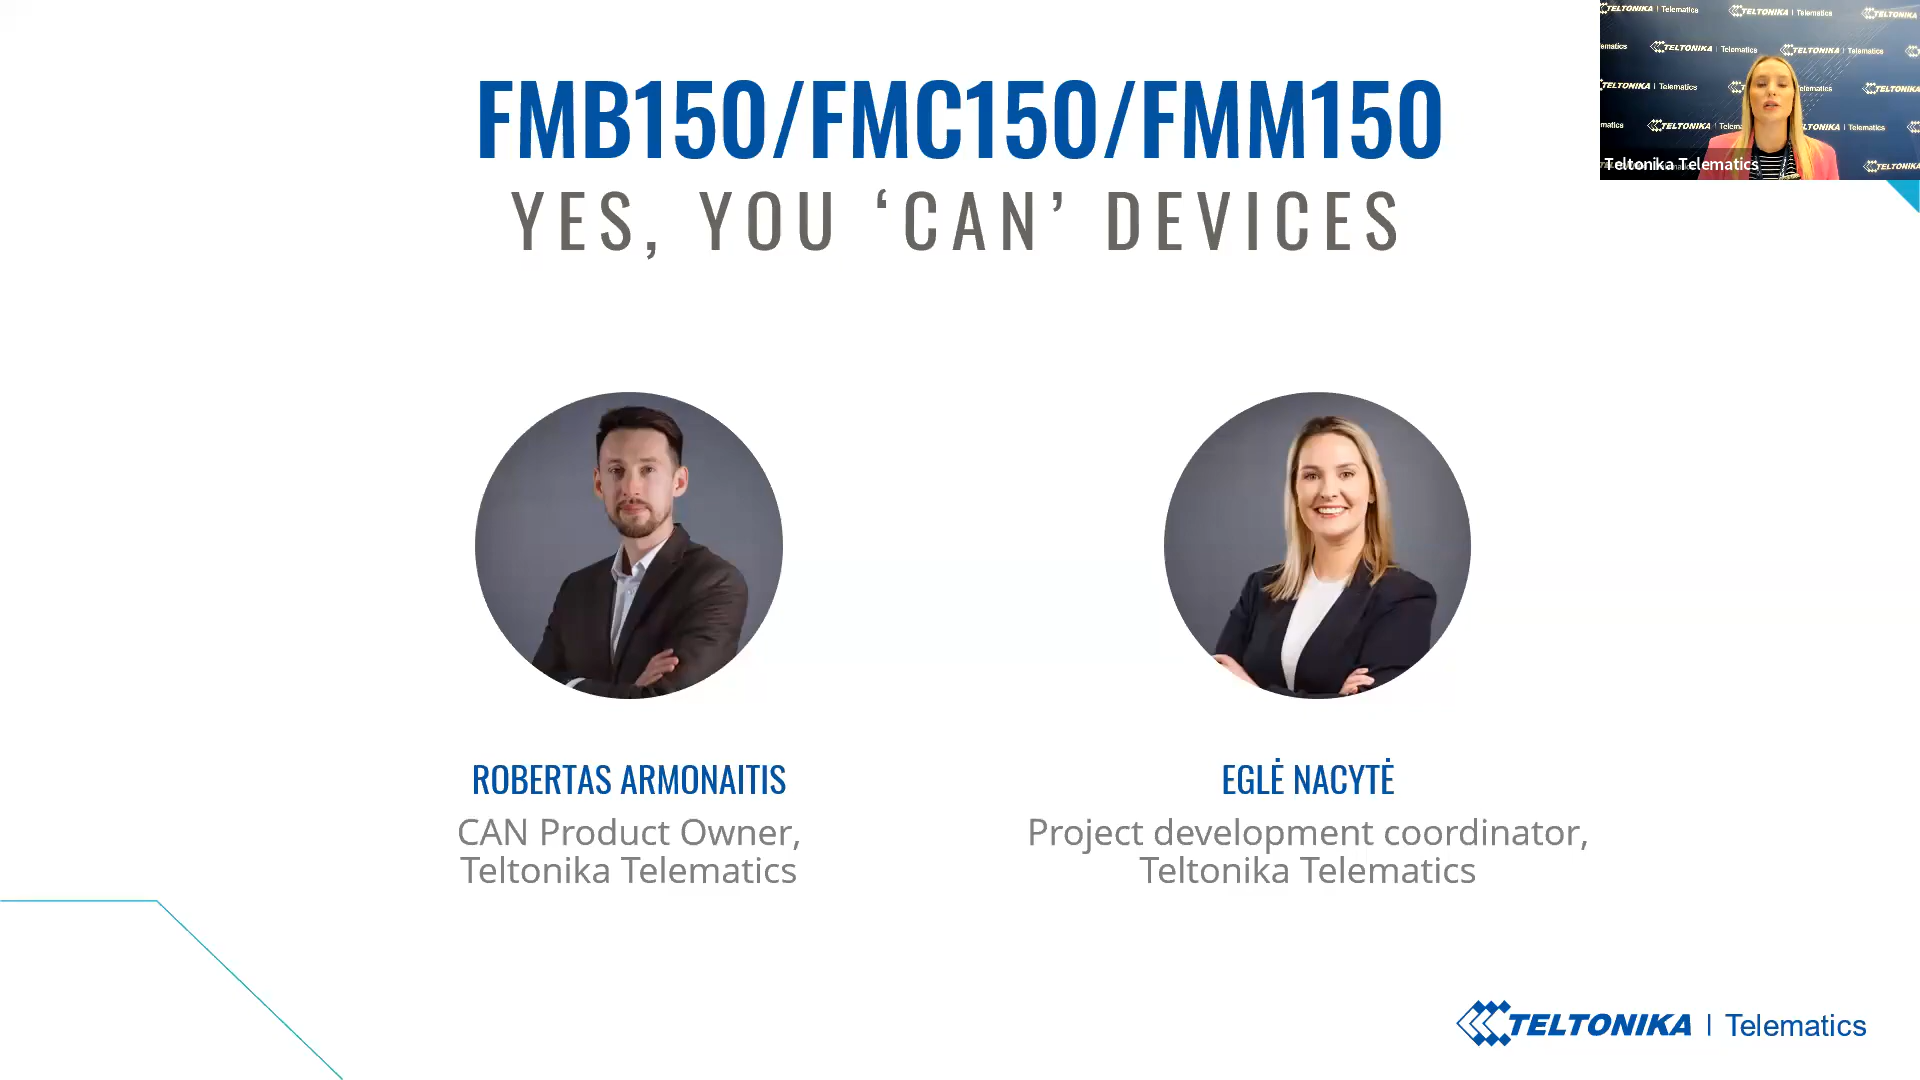 FMB150/FMC150/FMM150
YES, YOU ‘CAN’ DEVICES
Teltonika Telematics
ROBERTAS ARMONAITIS
CAN Product Owner,
Teltonika Telematics
EGLĖ NACYTĖ
Project development coordinator,
Teltonika Telematics
TELTONIKA | Telematics